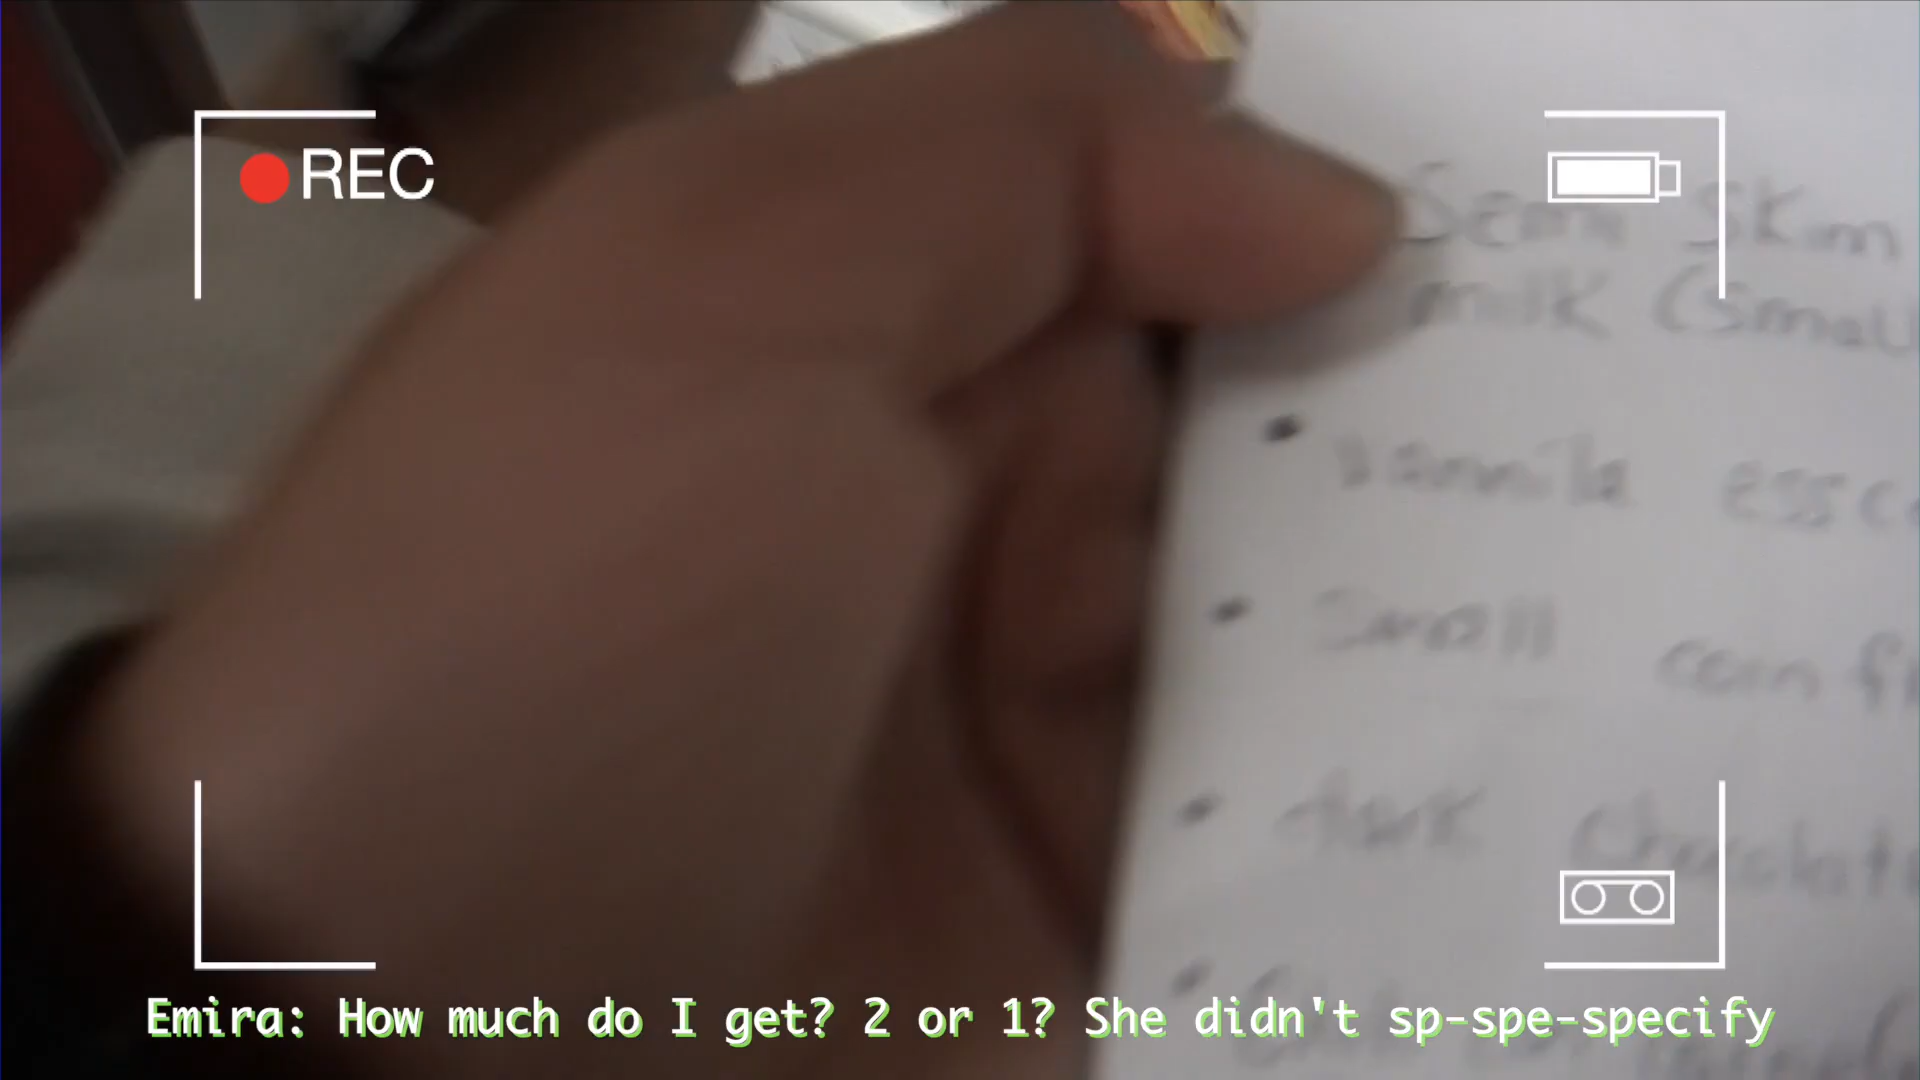 REC
Semi Skim
milk (small
vanilla esse
Small corn fl
dark chocolate
Emira: How much do I get? 2 or 1? She didn't sp-spe-specify